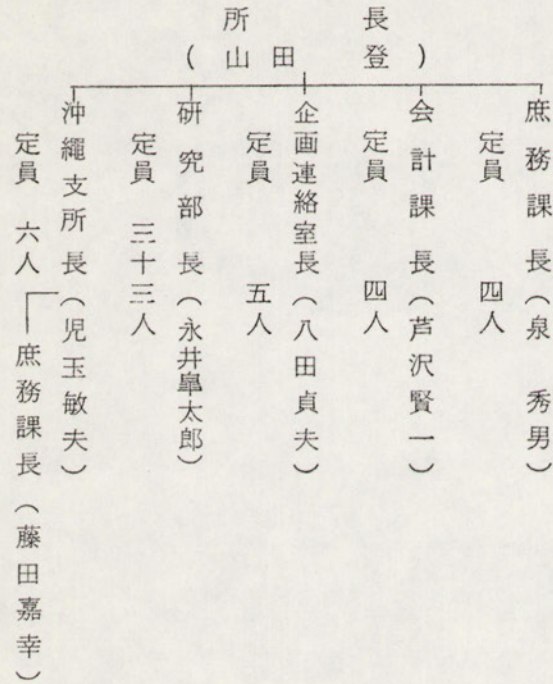 所長
(山田登)
庶務課長(泉 秀男)
定員 四人
会計課長(芦沢賢一)
定員 四人
企画連絡室長(八田貞夫)
定員 五人
研究部長(永井皐太郎)
定員 三十三人
沖縄支所長(児玉敏夫)
定員 六人
庶務課長(藤田嘉幸)